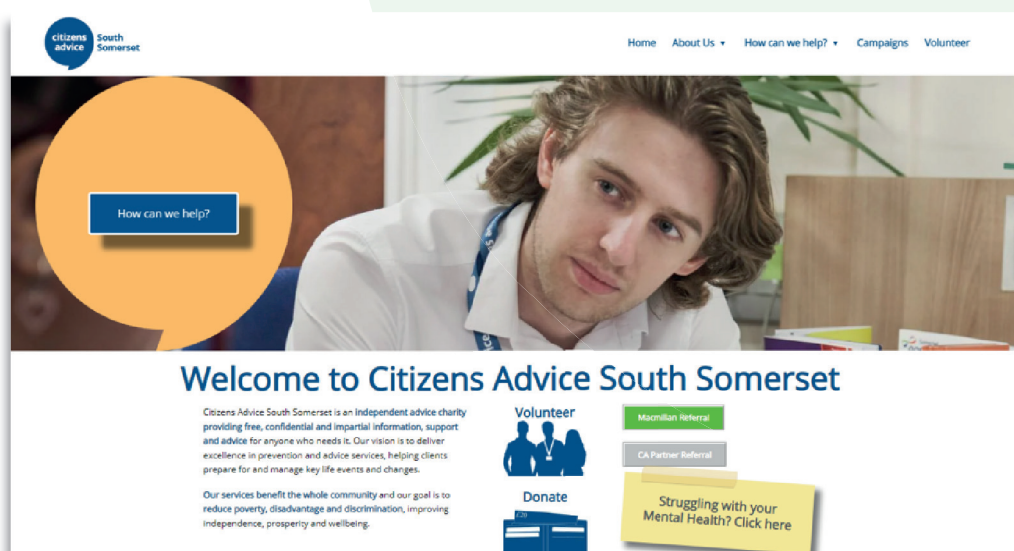 citizens advice
South Somerset
Home About Us How can we help? Campaigns Volunteer
How can we help?
Welcome to Citizens Advice South Somerset
Citizens Advice South Somerset is an independent advice charity
providing free, confidential and impartial information, support
and advice for anyone who needs it. Our vision is to deliver
excellence in prevention and advice services, helping clients
prepare for and manage key life events and changes.
Our services benefit the whole community and our goal is to
reduce poverty, disadvantage and discrimination, improving
independence, prosperity and wellbeing.
Volunteer
Donate
£20
Macmillan Referral
CA Partner Referral
Struggling with your
Mental Health? Click here